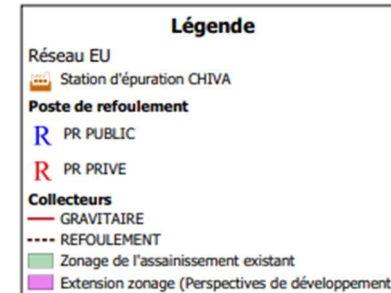 Légende
Réseau EU
Station d'épuration CHIVA
Poste de refoulement
R PR PUBLIC
R PR PRIVE
Collecteurs
GRAVITAIRE
REFOULEMENT
Zonage de l'assainissement existant
Extension zonage (Perspectives de développement